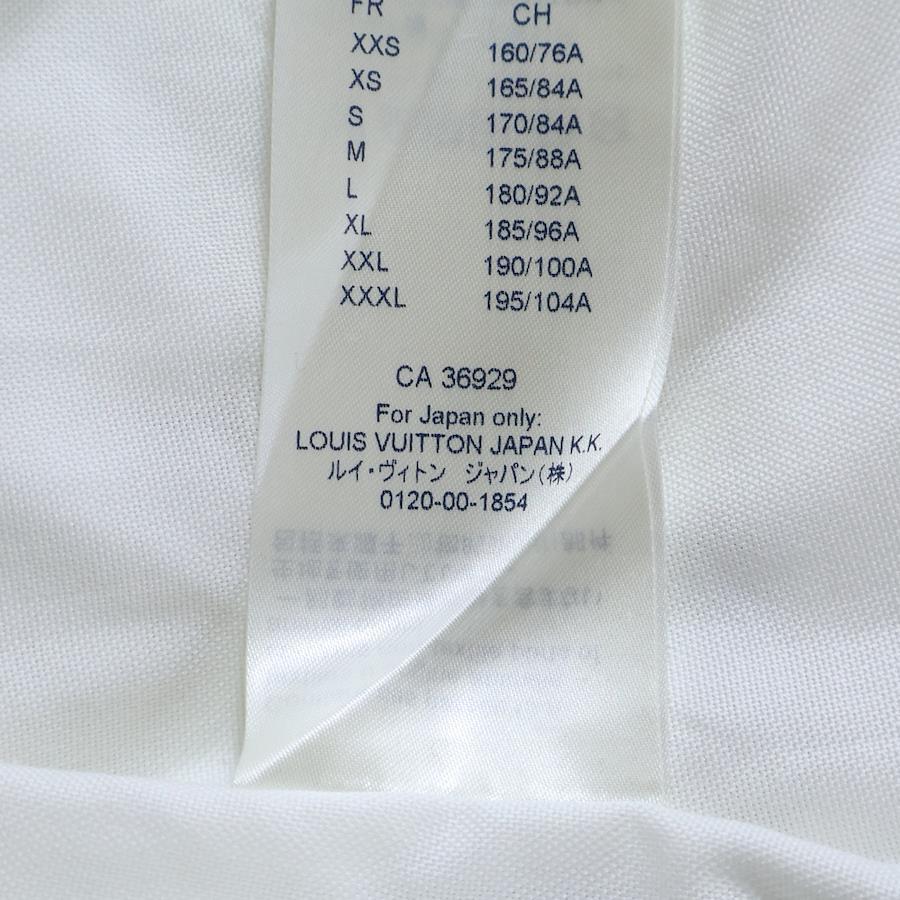 FR CH
XXS 160/76A
XS 165/84A
S 170/84A
M 175/88A
L 180/92A
XL 185/96A
XXL 190/100A
XXXL 195/104A
CA 36929
For Japan only:
LOUIS VUITTON JAPAN K.K.
ルイ・ヴィトン ジャパン(株)
0120-00-1854